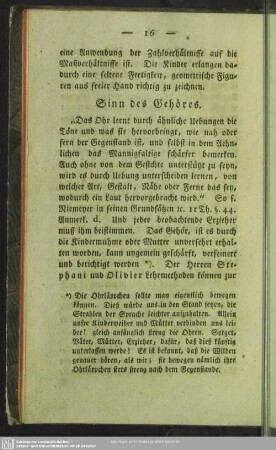 — 16 —
eine Anwendung der Zahlverhältnisse auf die
Maßverhältnisse ist. Die Kinder erlangen da-
durch eine seltene Fertigkeit, geometrische Figu-
ren aus freier Hand richtig zu zeichnen.
Sinn des Gehöres.
„Das Ohr lernt durch ähnliche Uebungen die
Töne und was sie hervorbringt, wie nah oder
fern der Gegenstand ist, und selbst in dem Aehn-
lichen das Mannigfaltige schärfer bemerken.
Auch ohne von dem Gesichte unterstützt zu seyn,
wird es durch Uebung unterscheiden lernen, von
welcher Art, Gestalt, Nähe oder Ferne das sey,
wodurch ein Laut hervorgebracht wird.“ So s.
Niemeyer in seinen Grundsätzen ꝛc. 1r Th. §. 44.
Anmerk. d. Und jeder beobachtende Erzieher
muß ihm beistimmen. Das Gehör, ist es durch
die Kindermuhme oder Mutter unversehrt erhal-
ten worden, kann ungemein geschärft, verfeinert
und berichtigt werden *). Der Herren Ste-
phani und Olivier Lehrmethoden können zur
*) Die Ohrläppchen sollte man eigentlich bewegen
können. Dieß würde uns in den Stand setzen, die
Strahlen der Sprache leichter aufzuhalten. Allein
unsre Kinderweiber und Mütter verbinden uns lei-
der! gleich anfänglich streng die Ohren. Sorget,
Väter, Mütter, Erzieher, dafür, daß dieß künftig
unterlassen werde! Es ist bekannt, daß die Wilden
genauer hören, als wir; sie bewegen nämlich ihre
Ohrläppchen stets streng nach dem Gegenstande.